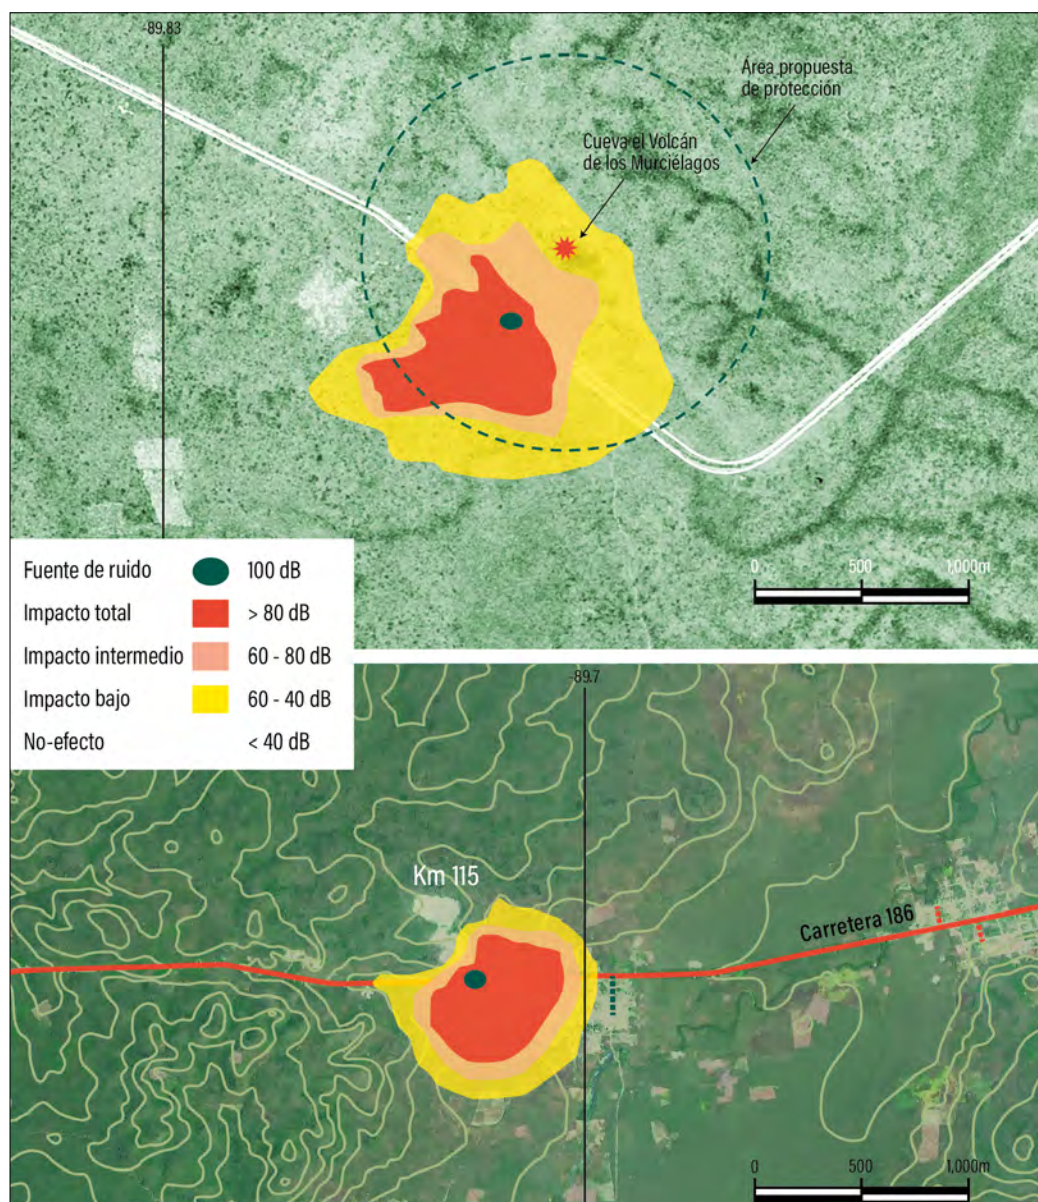 -89.83
Área propuesta
de protección
Cueva el Volcán
de los Murciélagos
0 500 1,000m
Fuente de ruido 100 dB
Impacto total > 80 dB
Impacto intermedio 60 - 80 dB
Impacto bajo 60 - 40 dB
No-efecto < 40 dB
-89.7
Km 115
Carretera 186
0 500 1,000m